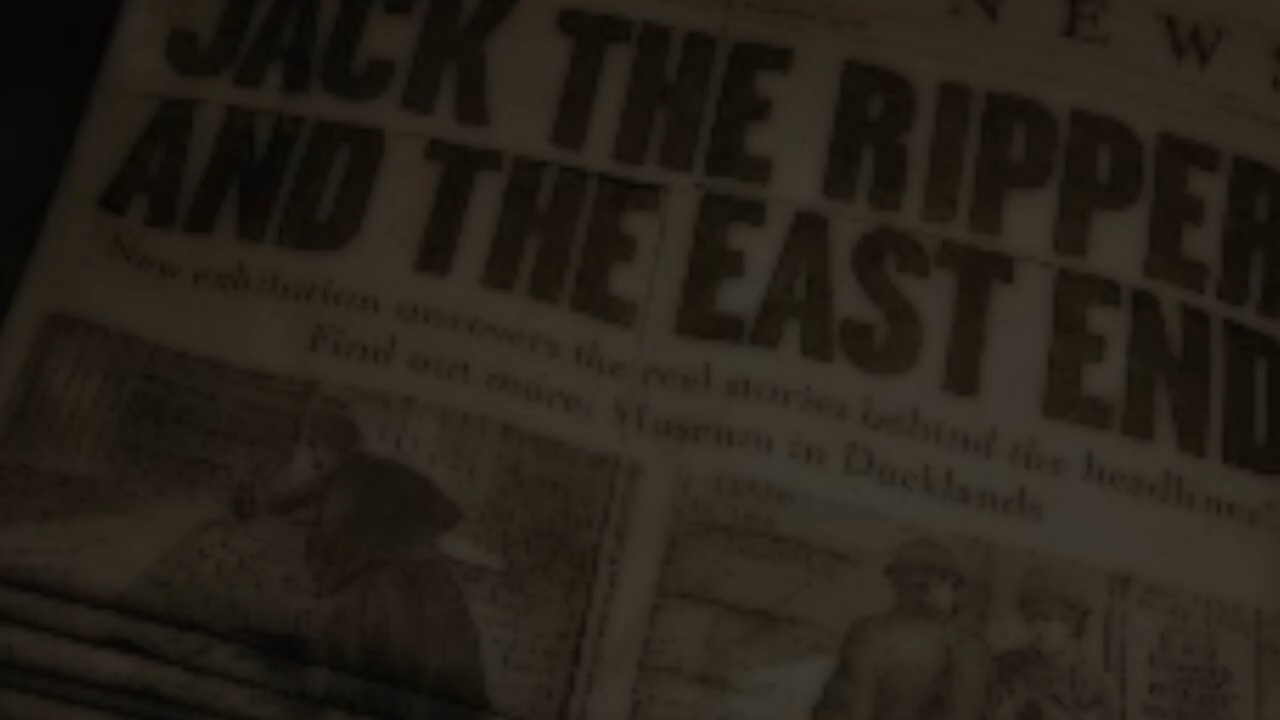 NEWS
JACK THE RIPPER
AND THE EAST END
New exhibition uncovers the real stories behind the headlines
Find out more: Museum in Docklands